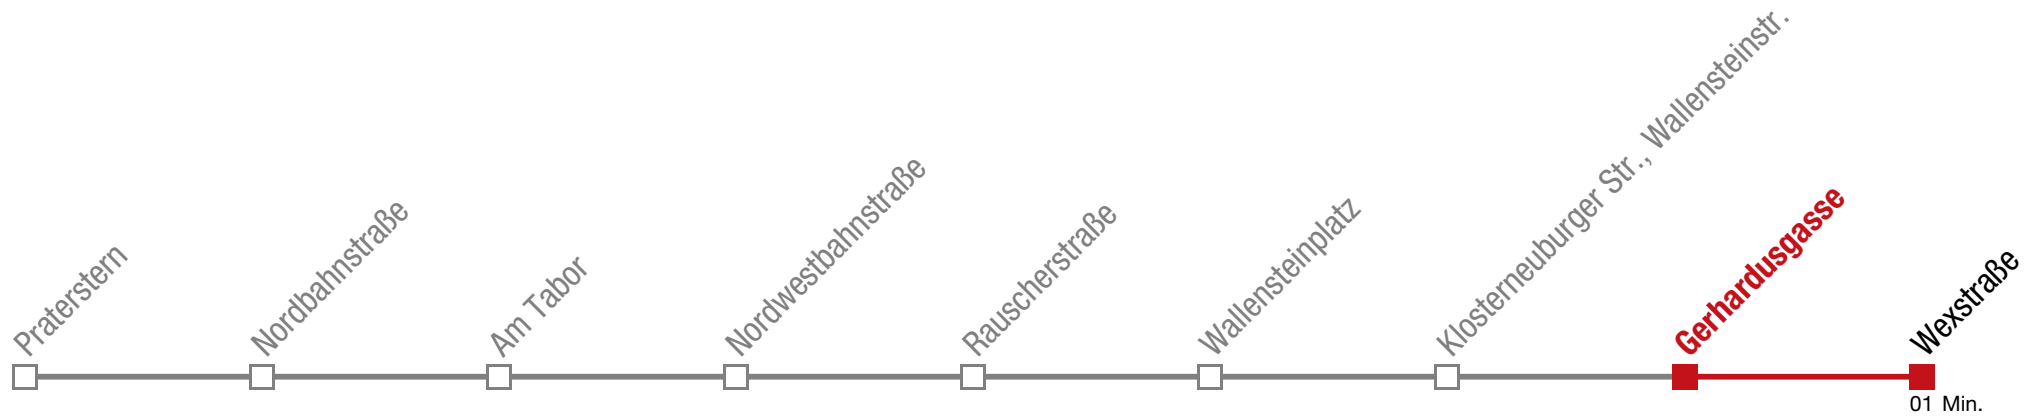 Praterstern
Nordbahnstraße
Am Tabor
Nordwestbahnstraße
Rauscherstraße
Wallensteinplatz
Klosterneuburger Str., Wallensteinstr.
Gerhardusgasse
Wexstraße
01 Min.